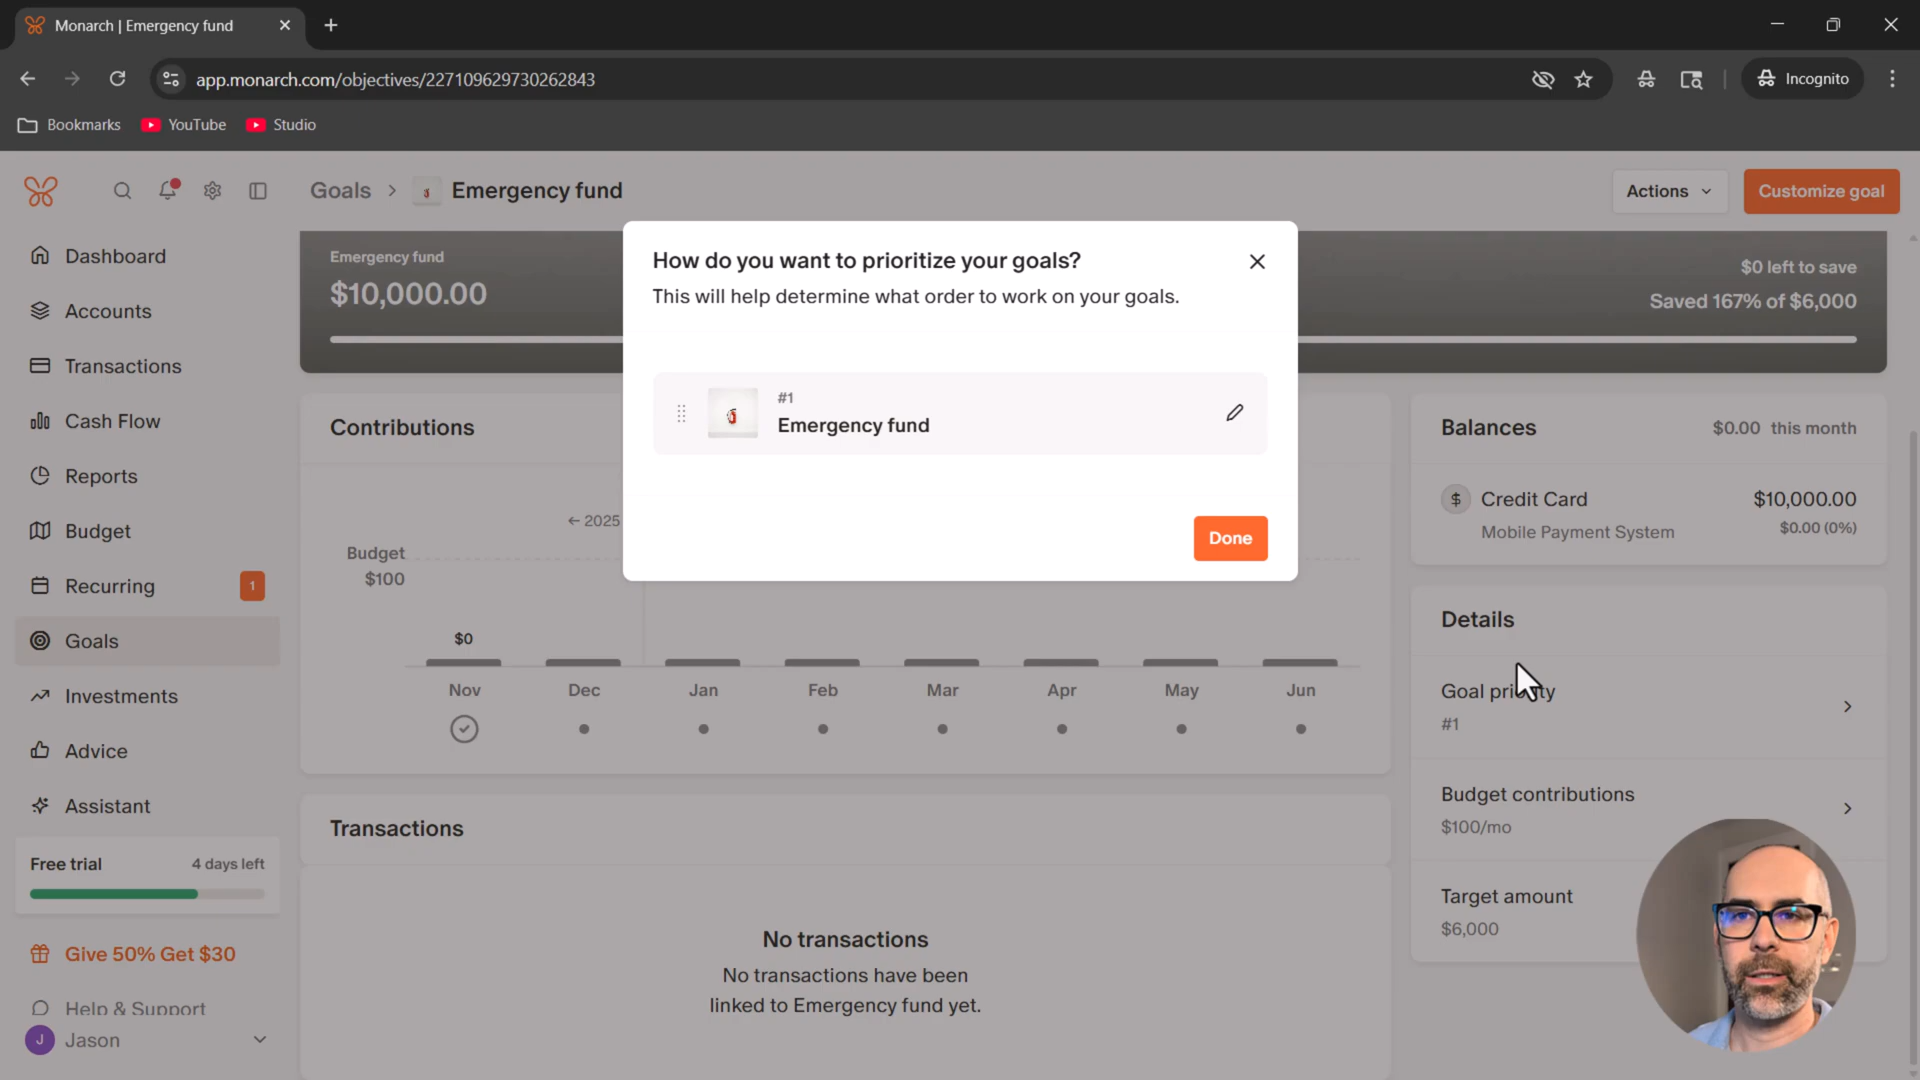 Monarch | Emergency fund
app.monarch.com/objectives/227109629730262843
Incognito
Bookmarks
YouTube
Studio
Goals
Emergency fund
Actions
Customize goal
Dashboard
Accounts
Transactions
Cash Flow
Reports
Budget
Recurring
1
Goals
Investments
Advice
Assistant
Free trial
4 days left
Give 50% Get $30
Help & Support
J
Jason
Emergency fund
$10,000.00
$0 left to save
Saved 167% of $6,000
How do you want to prioritize your goals?
This will help determine what order to work on your goals.
#1
Emergency fund
Done
Contributions
← 2025
Budget
$100
$0
Nov
Dec
Jan
Feb
Mar
Apr
May
Jun
Transactions
No transactions
No transactions have been
linked to Emergency fund yet.
Balances
$0.00 this month
$
Credit Card
$10,000.00
Mobile Payment System
$0.00 (0%)
Details
Goal priority
#1
Budget contributions
$100/mo
Target amount
$6,000